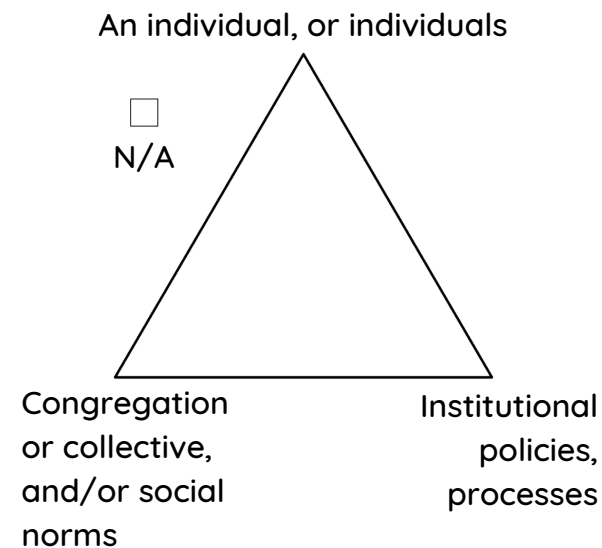 An individual, or individuals
N/A
Congregation
or collective,
and/or social
norms
Institutional
policies,
processes